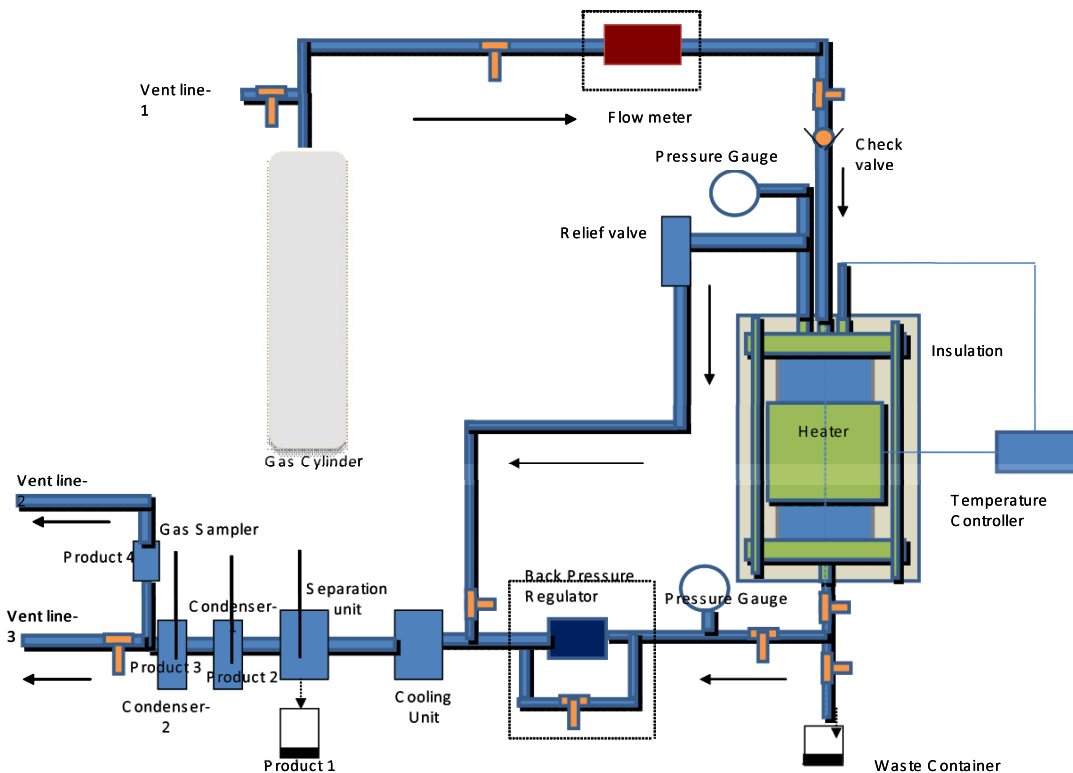 Vent line-
1
Flow meter
Check
valve
Pressure Gauge
Relief valve
Insulation
Heater
Gas Cylinder
Vent line-
2
Temperature
Controller
Gas Sampler
Product 4
Back Pressure
Regulator
Separation
unit
Pressure Gauge
Condenser-
1
Vent line-
3
Product 3
Product 2
Cooling
Unit
Condenser-
2
Product 1
Waste Container